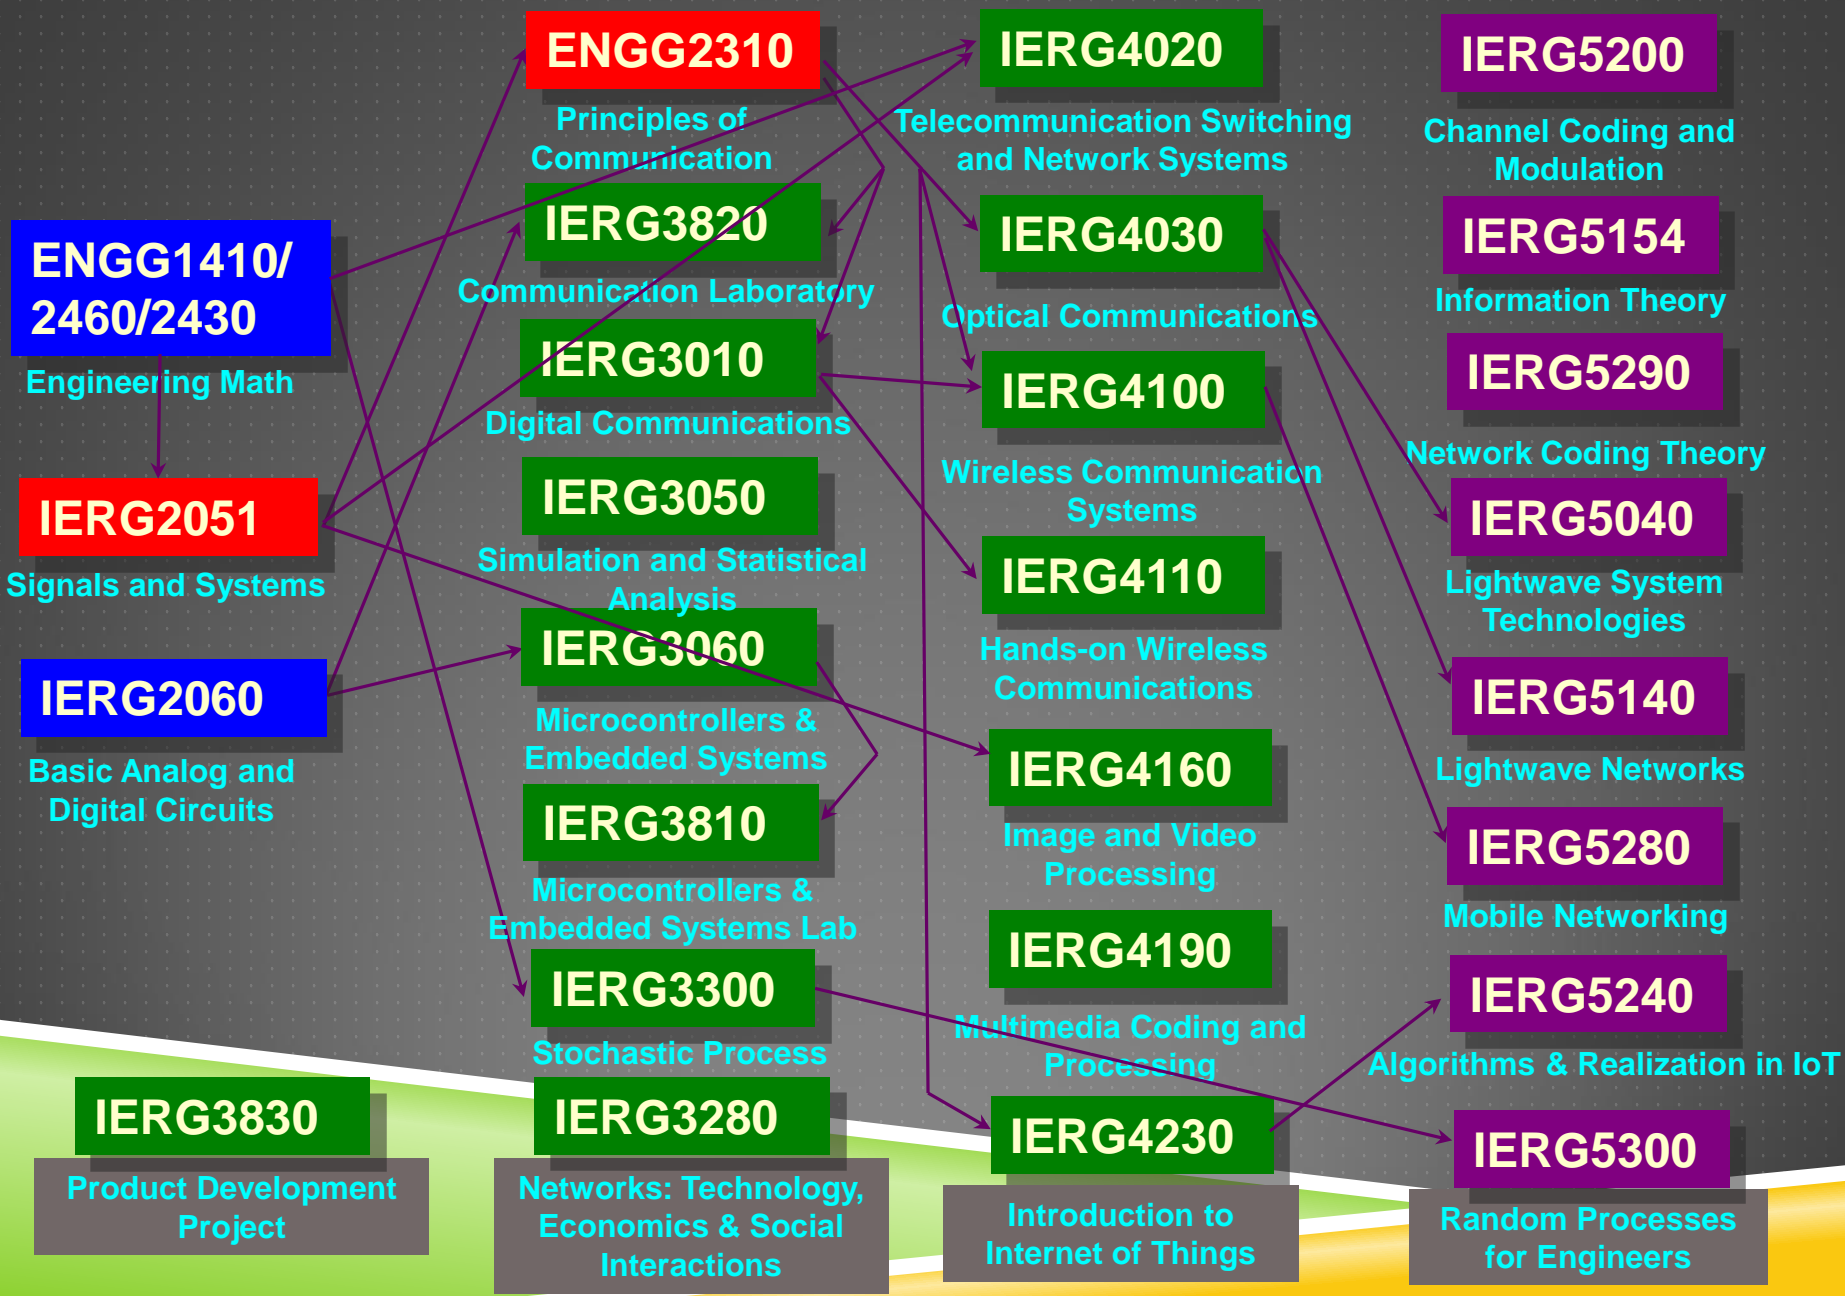 ENGG1410/
2460/2430
Engineering Math
IERG2051
Signals and Systems
IERG2060
Basic Analog and
Digital Circuits
IERG3830
Product Development
Project
ENGG2310
Principles of
Communication
IERG3820
Communication Laboratory
IERG3010
Digital Communications
IERG3050
Simulation and Statistical
Analysis
IERG3060
Microcontrollers &
Embedded Systems
IERG3810
Microcontrollers &
Embedded Systems Lab
IERG3300
Stochastic Process
IERG3280
Networks: Technology,
Economics & Social
Interactions
IERG4020
Telecommunication Switching
and Network Systems
IERG4030
Optical Communications
IERG4100
Wireless Communication
Systems
IERG4110
Hands-on Wireless
Communications
IERG4160
Image and Video
Processing
IERG4190
Multimedia Coding and
Processing
IERG4230
Introduction to
Internet of Things
IERG5200
Channel Coding and
Modulation
IERG5154
Information Theory
IERG5290
Network Coding Theory
IERG5040
Lightwave System
Technologies
IERG5140
Lightwave Networks
IERG5280
Mobile Networking
IERG5240
Algorithms & Realization in IoT
IERG5300
Random Processes
for Engineers